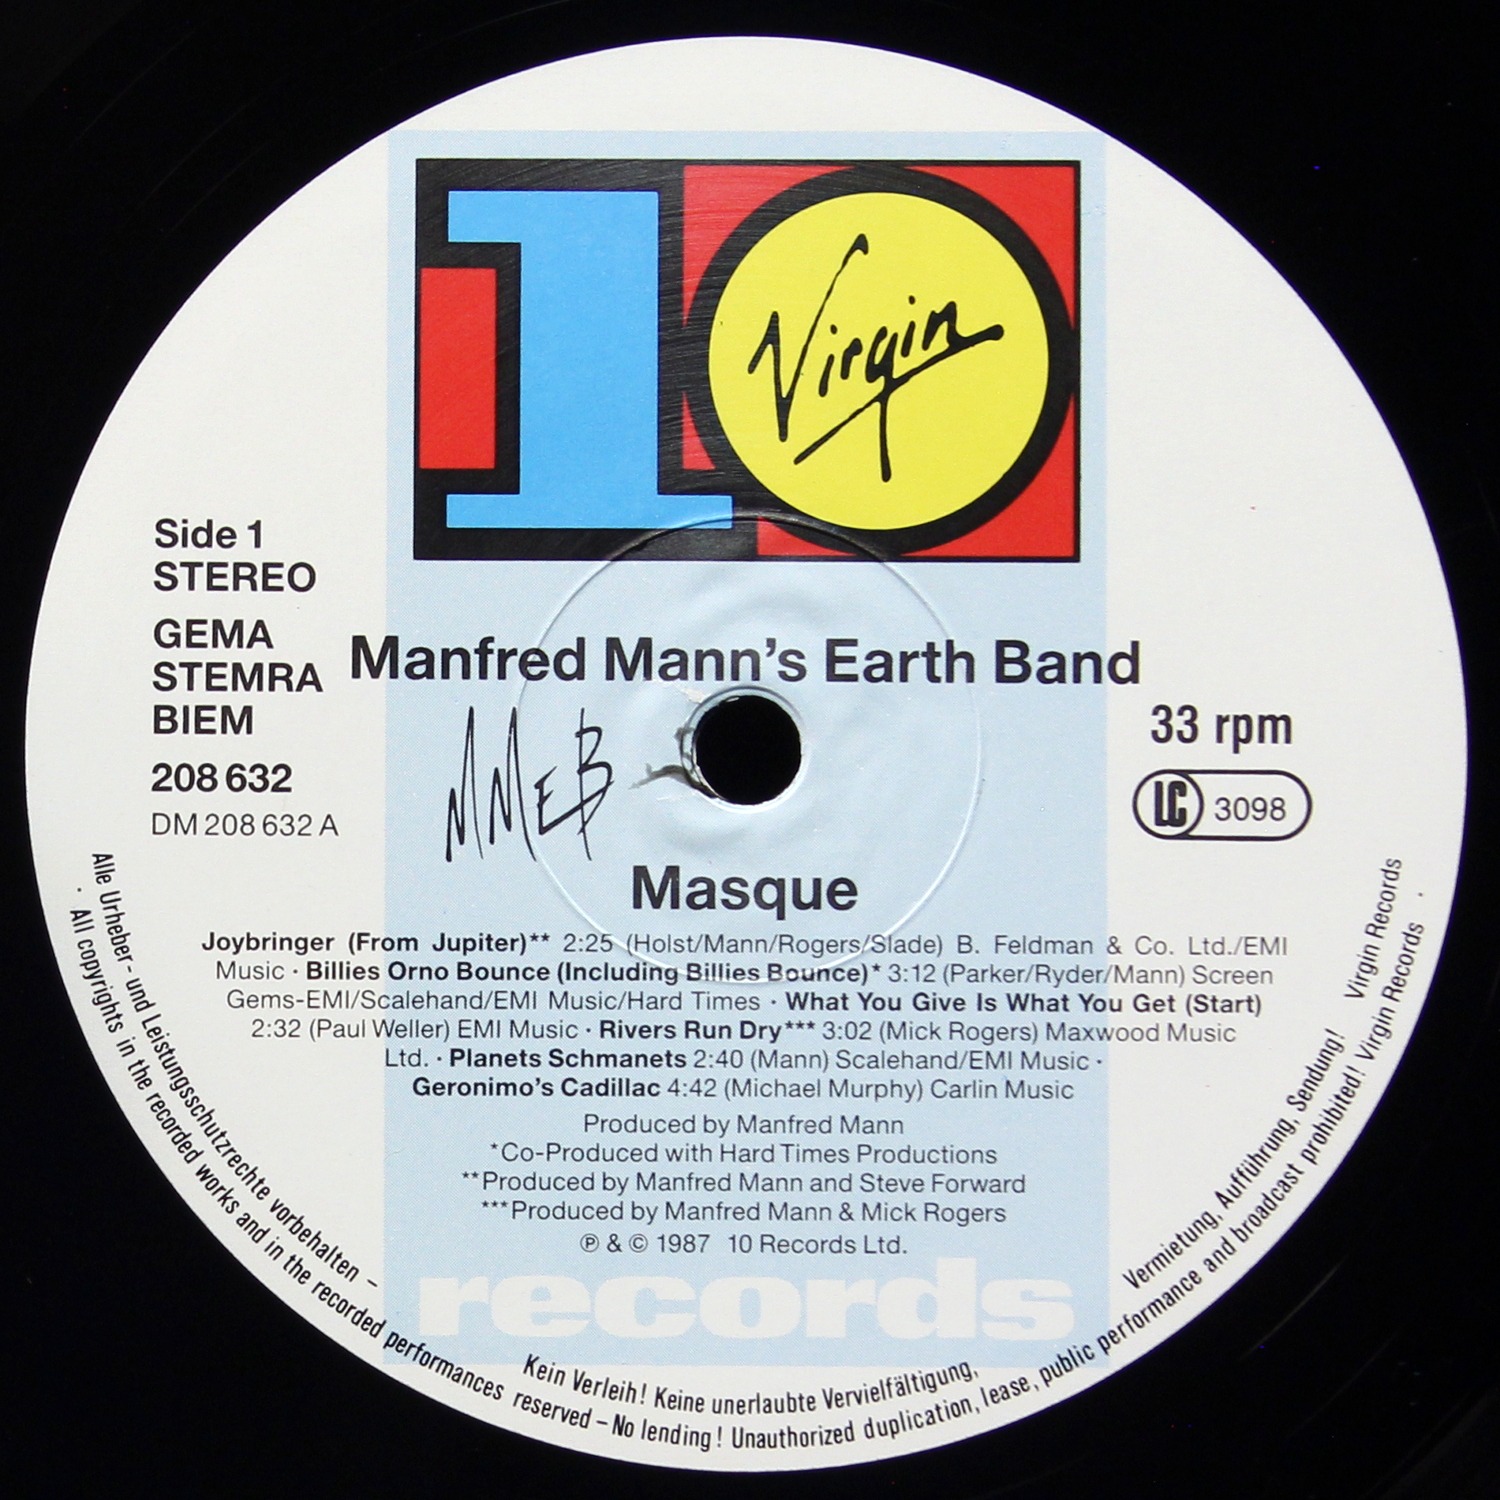 10
Virgin
Side 1
STEREO
GEMA
STEMRA
BIEM
208 632
DM 208 632 A
Manfred Mann's Earth Band
MMEB
33 rpm
LC 3098
Masque
Joybringer (From Jupiter)** 2:25 (Holst/Mann/Rogers/Slade) B. Feldman & Co. Ltd./EMI
Music · Billies Orno Bounce (Including Billies Bounce)* 3:12 (Parker/Ryder/Mann) Screen
Gems-EMI/Scalehand/EMI Music/Hard Times · What You Give Is What You Get (Start)
2:32 (Paul Weller) EMI Music · Rivers Run Dry*** 3:02 (Mick Rogers) Maxwood Music
Ltd. · Planets Schmanets 2:40 (Mann) Scalehand/EMI Music ·
Geronimo's Cadillac 4:42 (Michael Murphy) Carlin Music
Produced by Manfred Mann
*Co-Produced with Hard Times Productions
**Produced by Manfred Mann and Steve Forward
***Produced by Manfred Mann & Mick Rogers
℗ & © 1987 10 Records Ltd.
records
Alle Urheber- und Leistungsschutzrechte vorbehalten – Kein Verleih! Keine unerlaubte Vervielfältigung, Vermietung, Aufführung, Sendung! Virgin Records
· All copyrights in the recorded works and in the recorded performances reserved – No lending! Unauthorized duplication, lease, public performance and broadcast prohibited! Virgin Records ·